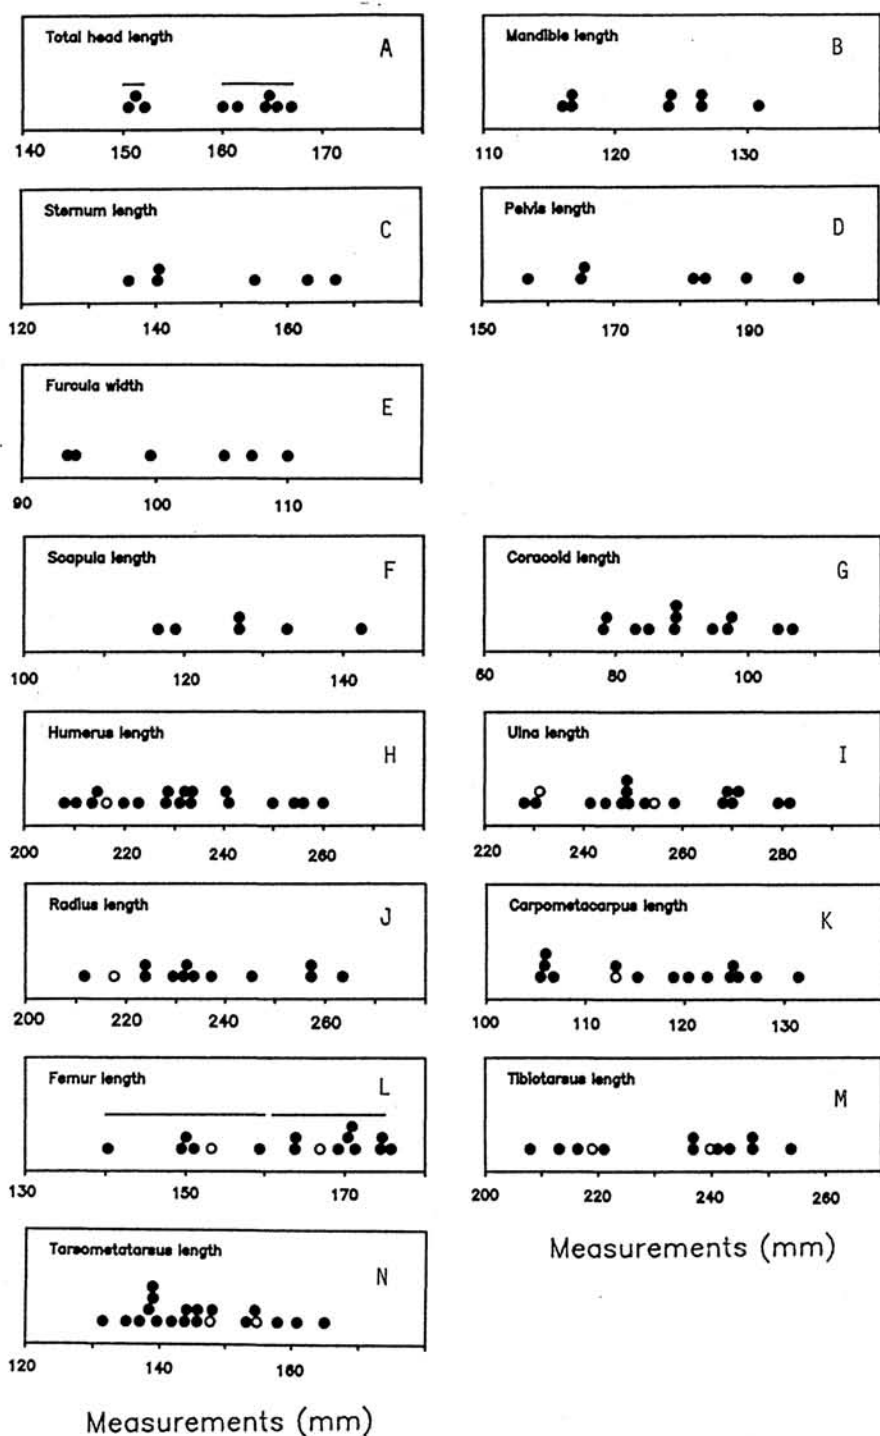 Total head length
A
140 150 160 170
Mandible length
B
110 120 130
Sternum length
C
120 140 160
Pelvis length
D
150 170 190
Furcula width
E
90 100 110
Scapula length
F
100 120 140
Coracoid length
G
60 80 100
Humerus length
H
200 220 240 260
Ulna length
I
220 240 260 280
Radius length
J
200 220 240 260
Carpometacarpus length
K
100 110 120 130
Femur length
L
130 150 170
Tibiotarsus length
M
200 220 240 260
Tarsometatarsus length
N
120 140 160
Measurements (mm)
Measurements (mm)